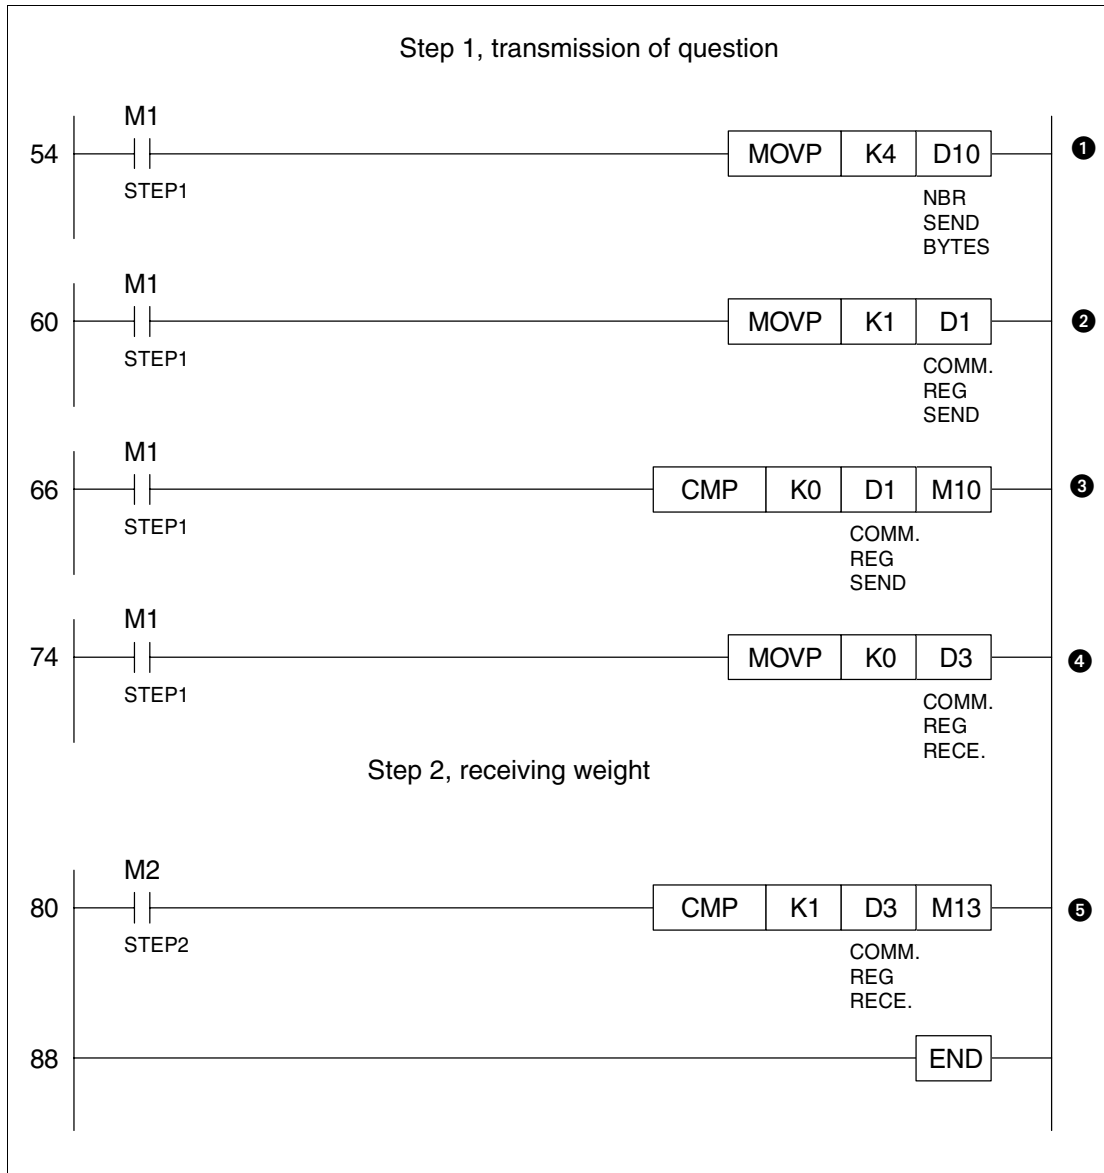 Step 1, transmission of question
M1
54 MOVP K4 D10 ❶
STEP1
NBR
SEND
BYTES
M1
60 MOVP K1 D1 ❷
STEP1
COMM.
REG
SEND
M1
66 CMP K0 D1 M10 ❸
STEP1
COMM.
REG
SEND
M1
74 MOVP K0 D3 ❹
STEP1
COMM.
REG
RECE.
Step 2, receiving weight
M2
80 CMP K1 D3 M13 ❺
STEP2
COMM.
REG
RECE.
88 END